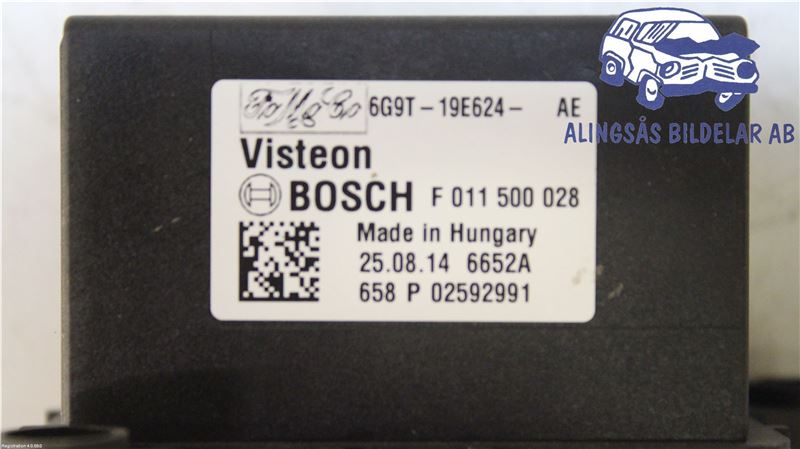 FoMoCo 6G9T-19E624- AE
Visteon
BOSCH F 011 500 028
Made in Hungary
25.08.14 6652A
658 P 02592991
ALINGSÅS BILDELAR AB